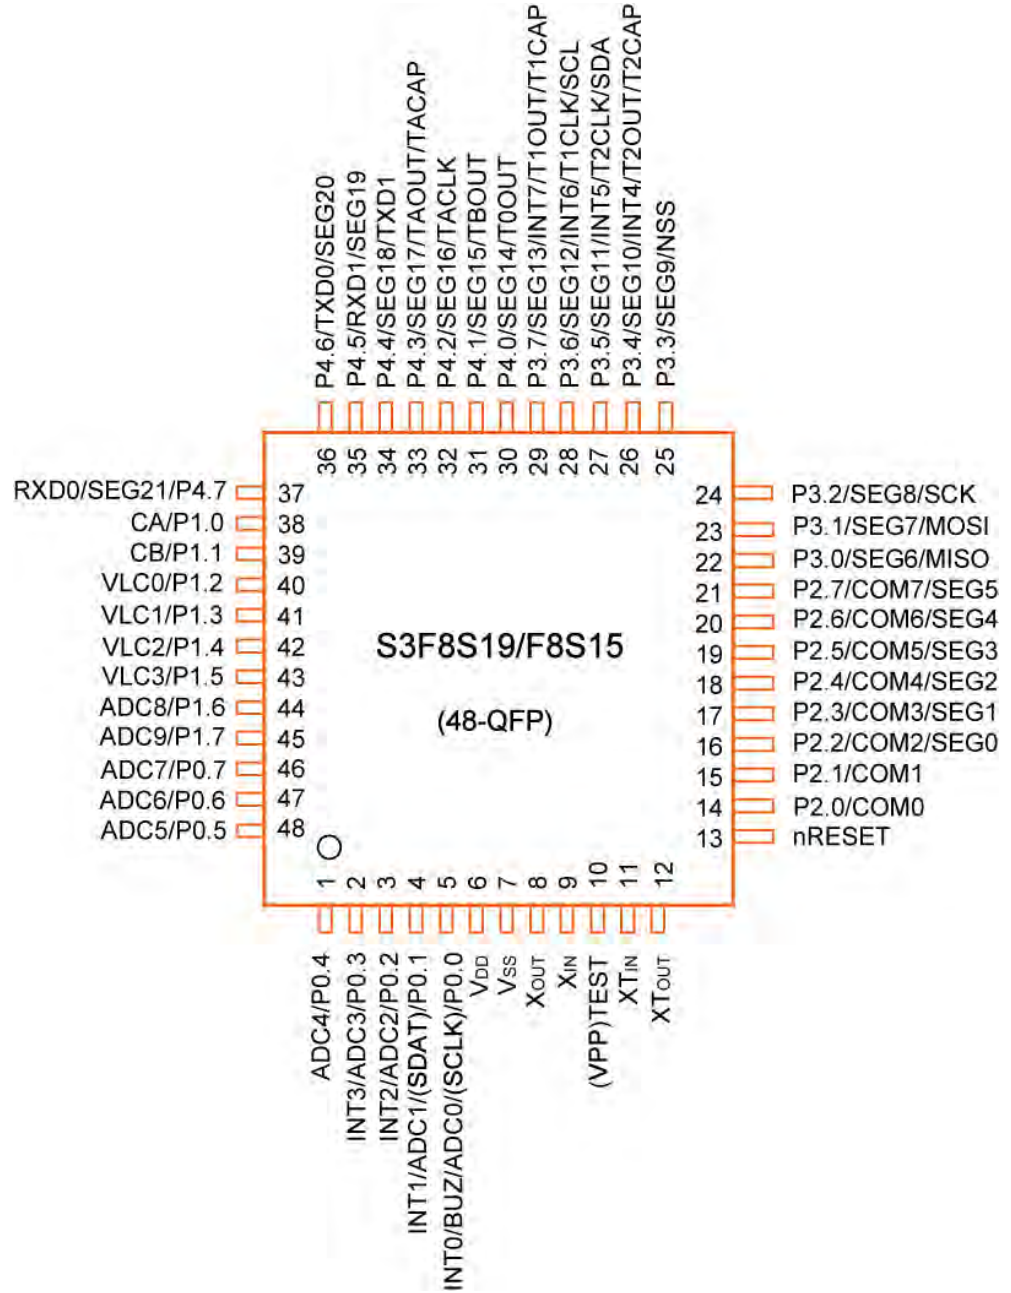 P4.6/TXD0/SEG20
P4.5/RXD1/SEG19
P4.4/SEG18/TXD1
P4.3/SEG17/TAOUT/TACAP
P4.2/SEG16/TACLK
P4.1/SEG15/TBOUT
P4.0/SEG14/T0OUT
P3.7/SEG13/INT7/T1OUT/T1CAP
P3.6/SEG12/INT6/T1CLK/SCL
P3.5/SEG11/INT5/T2CLK/SDA
P3.4/SEG10/INT4/T2OUT/T2CAP
P3.3/SEG9/NSS
36 35 34 33 32 31 30 29 28 27 26 25
RXD0/SEG21/P4.7 37
CA/P1.0 38
CB/P1.1 39
VLC0/P1.2 40
VLC1/P1.3 41
VLC2/P1.4 42
VLC3/P1.5 43
ADC8/P1.6 44
ADC9/P1.7 45
ADC7/P0.7 46
ADC6/P0.6 47
ADC5/P0.5 48
S3F8S19/F8S15
(48-QFP)
24 P3.2/SEG8/SCK
23 P3.1/SEG7/MOSI
22 P3.0/SEG6/MISO
21 P2.7/COM7/SEG5
20 P2.6/COM6/SEG4
19 P2.5/COM5/SEG3
18 P2.4/COM4/SEG2
17 P2.3/COM3/SEG1
16 P2.2/COM2/SEG0
15 P2.1/COM1
14 P2.0/COM0
13 nRESET
1 2 3 4 5 6 7 8 9 10 11 12
ADC4/P0.4
INT3/ADC3/P0.3
INT2/ADC2/P0.2
INT1/ADC1/(SDAT)/P0.1
INT0/BUZ/ADC0/(SCLK)/P0.0
VDD
VSS
XOUT
XIN
(VPP)TEST
XTIN
XTOUT